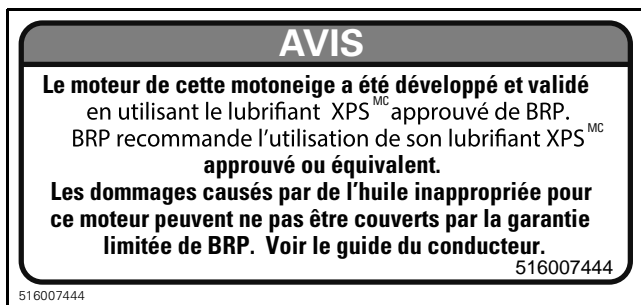 AVIS
Le moteur de cette motoneige a été développé et validé
en utilisant le lubrifiant XPS MC approuvé de BRP.
BRP recommande l'utilisation de son lubrifiant XPS MC
approuvé ou équivalent.
Les dommages causés par de l'huile inappropriée pour
ce moteur peuvent ne pas être couverts par la garantie
limitée de BRP. Voir le guide du conducteur.
516007444
516007444